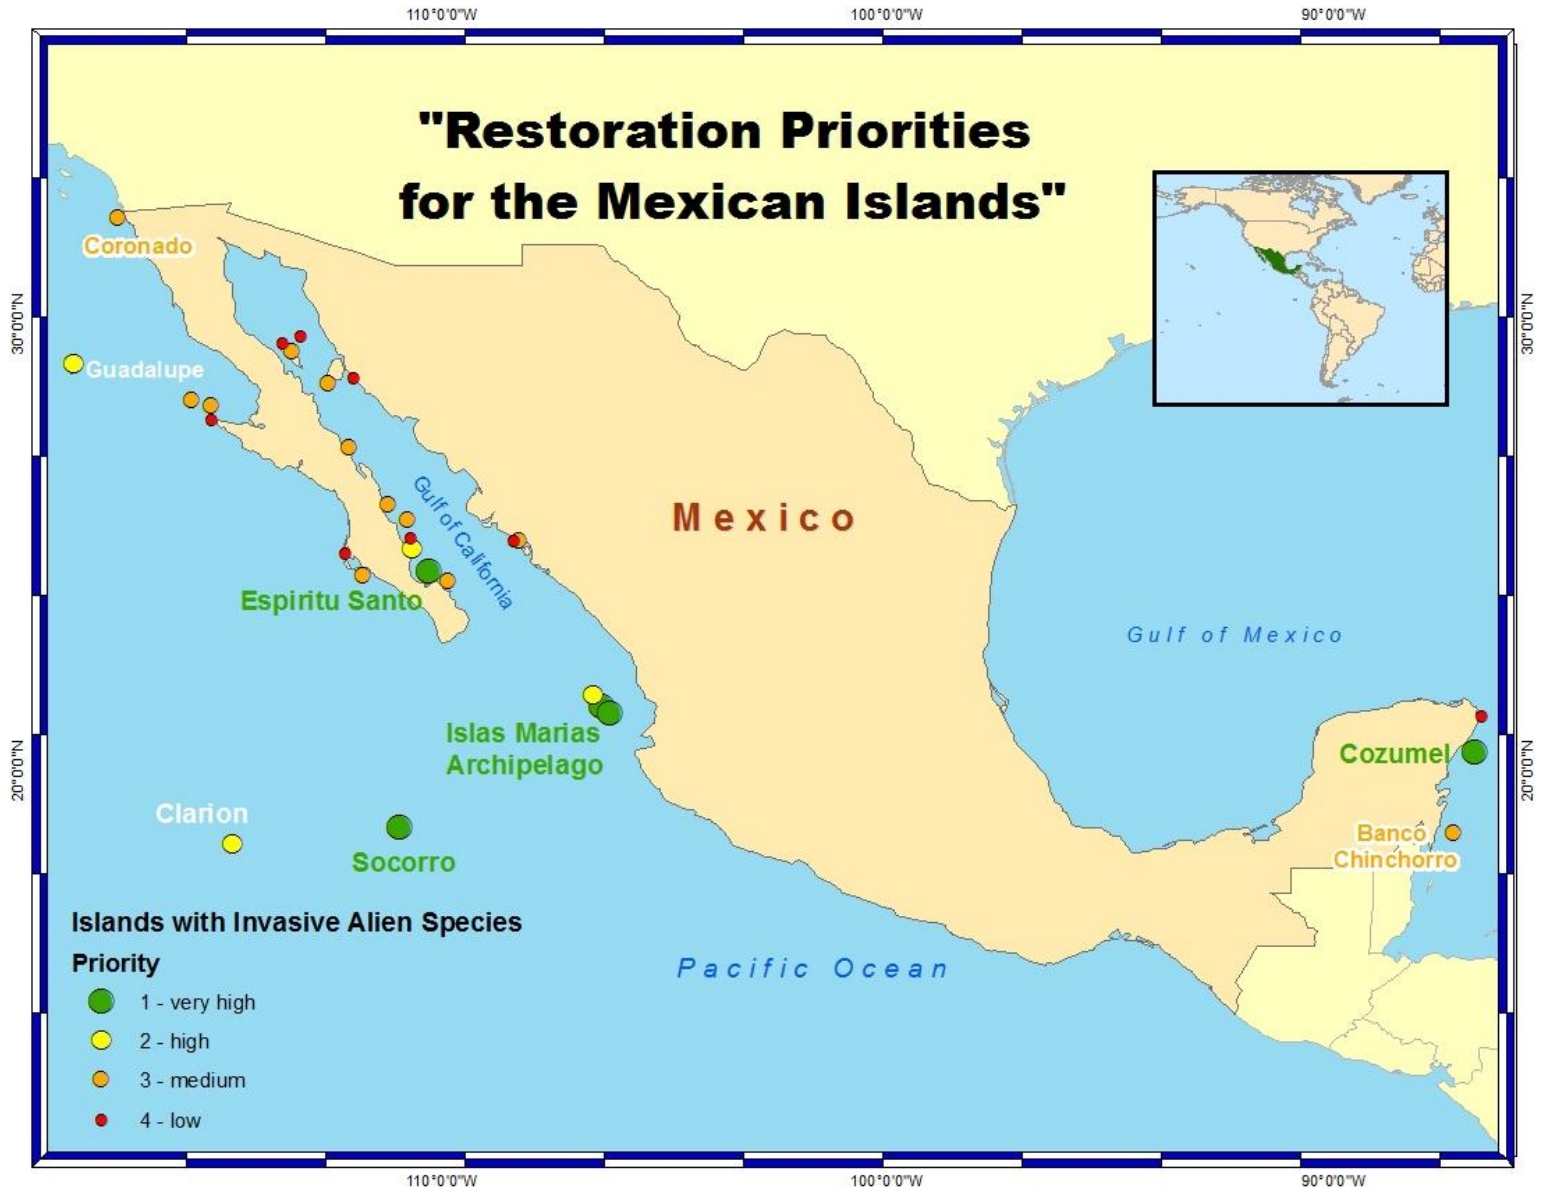 110°0'0"W
100°0'0"W
90°0'0"W
"Restoration Priorities
for the Mexican Islands"
Coronado
30°0'0"N
30°0'0"N
Guadalupe
Gulf of California
Mexico
Espiritu Santo
Gulf of Mexico
Islas Marias
Archipelago
Cozumel
20°0'0"N
20°0'0"N
Clarion
Socorro
Banco
Chinchorro
Islands with Invasive Alien Species
Priority
1 - very high
2 - high
3 - medium
4 - low
Pacific Ocean
110°0'0"W
100°0'0"W
90°0'0"W